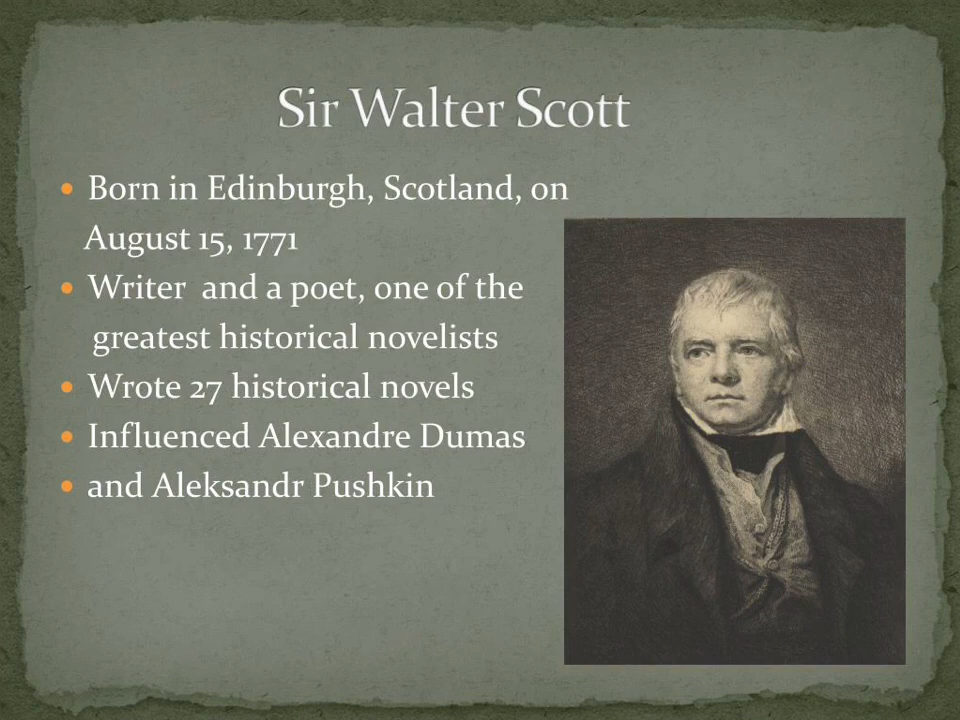 Sir Walter Scott
• Born in Edinburgh, Scotland, on
August 15, 1771
• Writer  and a poet, one of the
greatest historical novelists
• Wrote 27 historical novels
• Influenced Alexandre Dumas
• and Aleksandr Pushkin